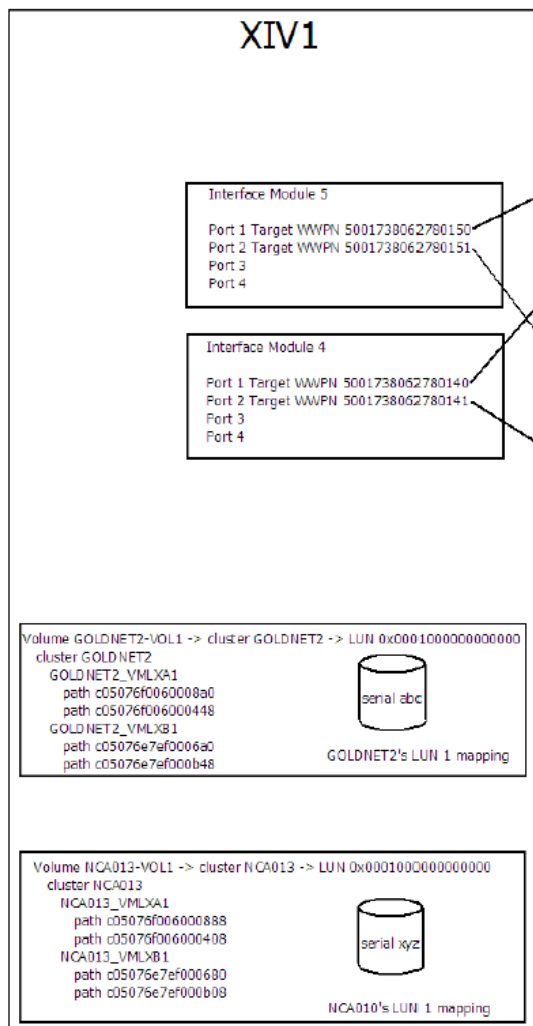 XIV1
Interface Module 5
Port 1 Target WWPN 5001738062780150
Port 2 Target WWPN 5001738062780151
Port 3
Port 4
Interface Module 4
Port 1 Target WWPN 5001738062780140
Port 2 Target WWPN 5001738062780141
Port 3
Port 4
Volume GOLDNET2-VOL1 -> cluster GOLDNET2 -> LUN 0x0001000000000000
cluster GOLDNET2
GOLDNET2_VMLXA1
path c05076f0060008a0
path c05076f006000448
GOLDNET2_VMLXB1
path c05076e7ef0006a0
path c05076e7ef000b48
serial abc
GOLDNET2's LUN 1 mapping
Volume NCA013-VOL1 -> cluster NCA013 -> LUN 0x0001000000000000
cluster NCA013
NCA013_VMLXA1
path c05076f006000888
path c05076f006000408
NCA013_VMLXB1
path c05076e7ef000680
path c05076e7ef000b08
serial xyz
NCA010's LUN 1 mapping